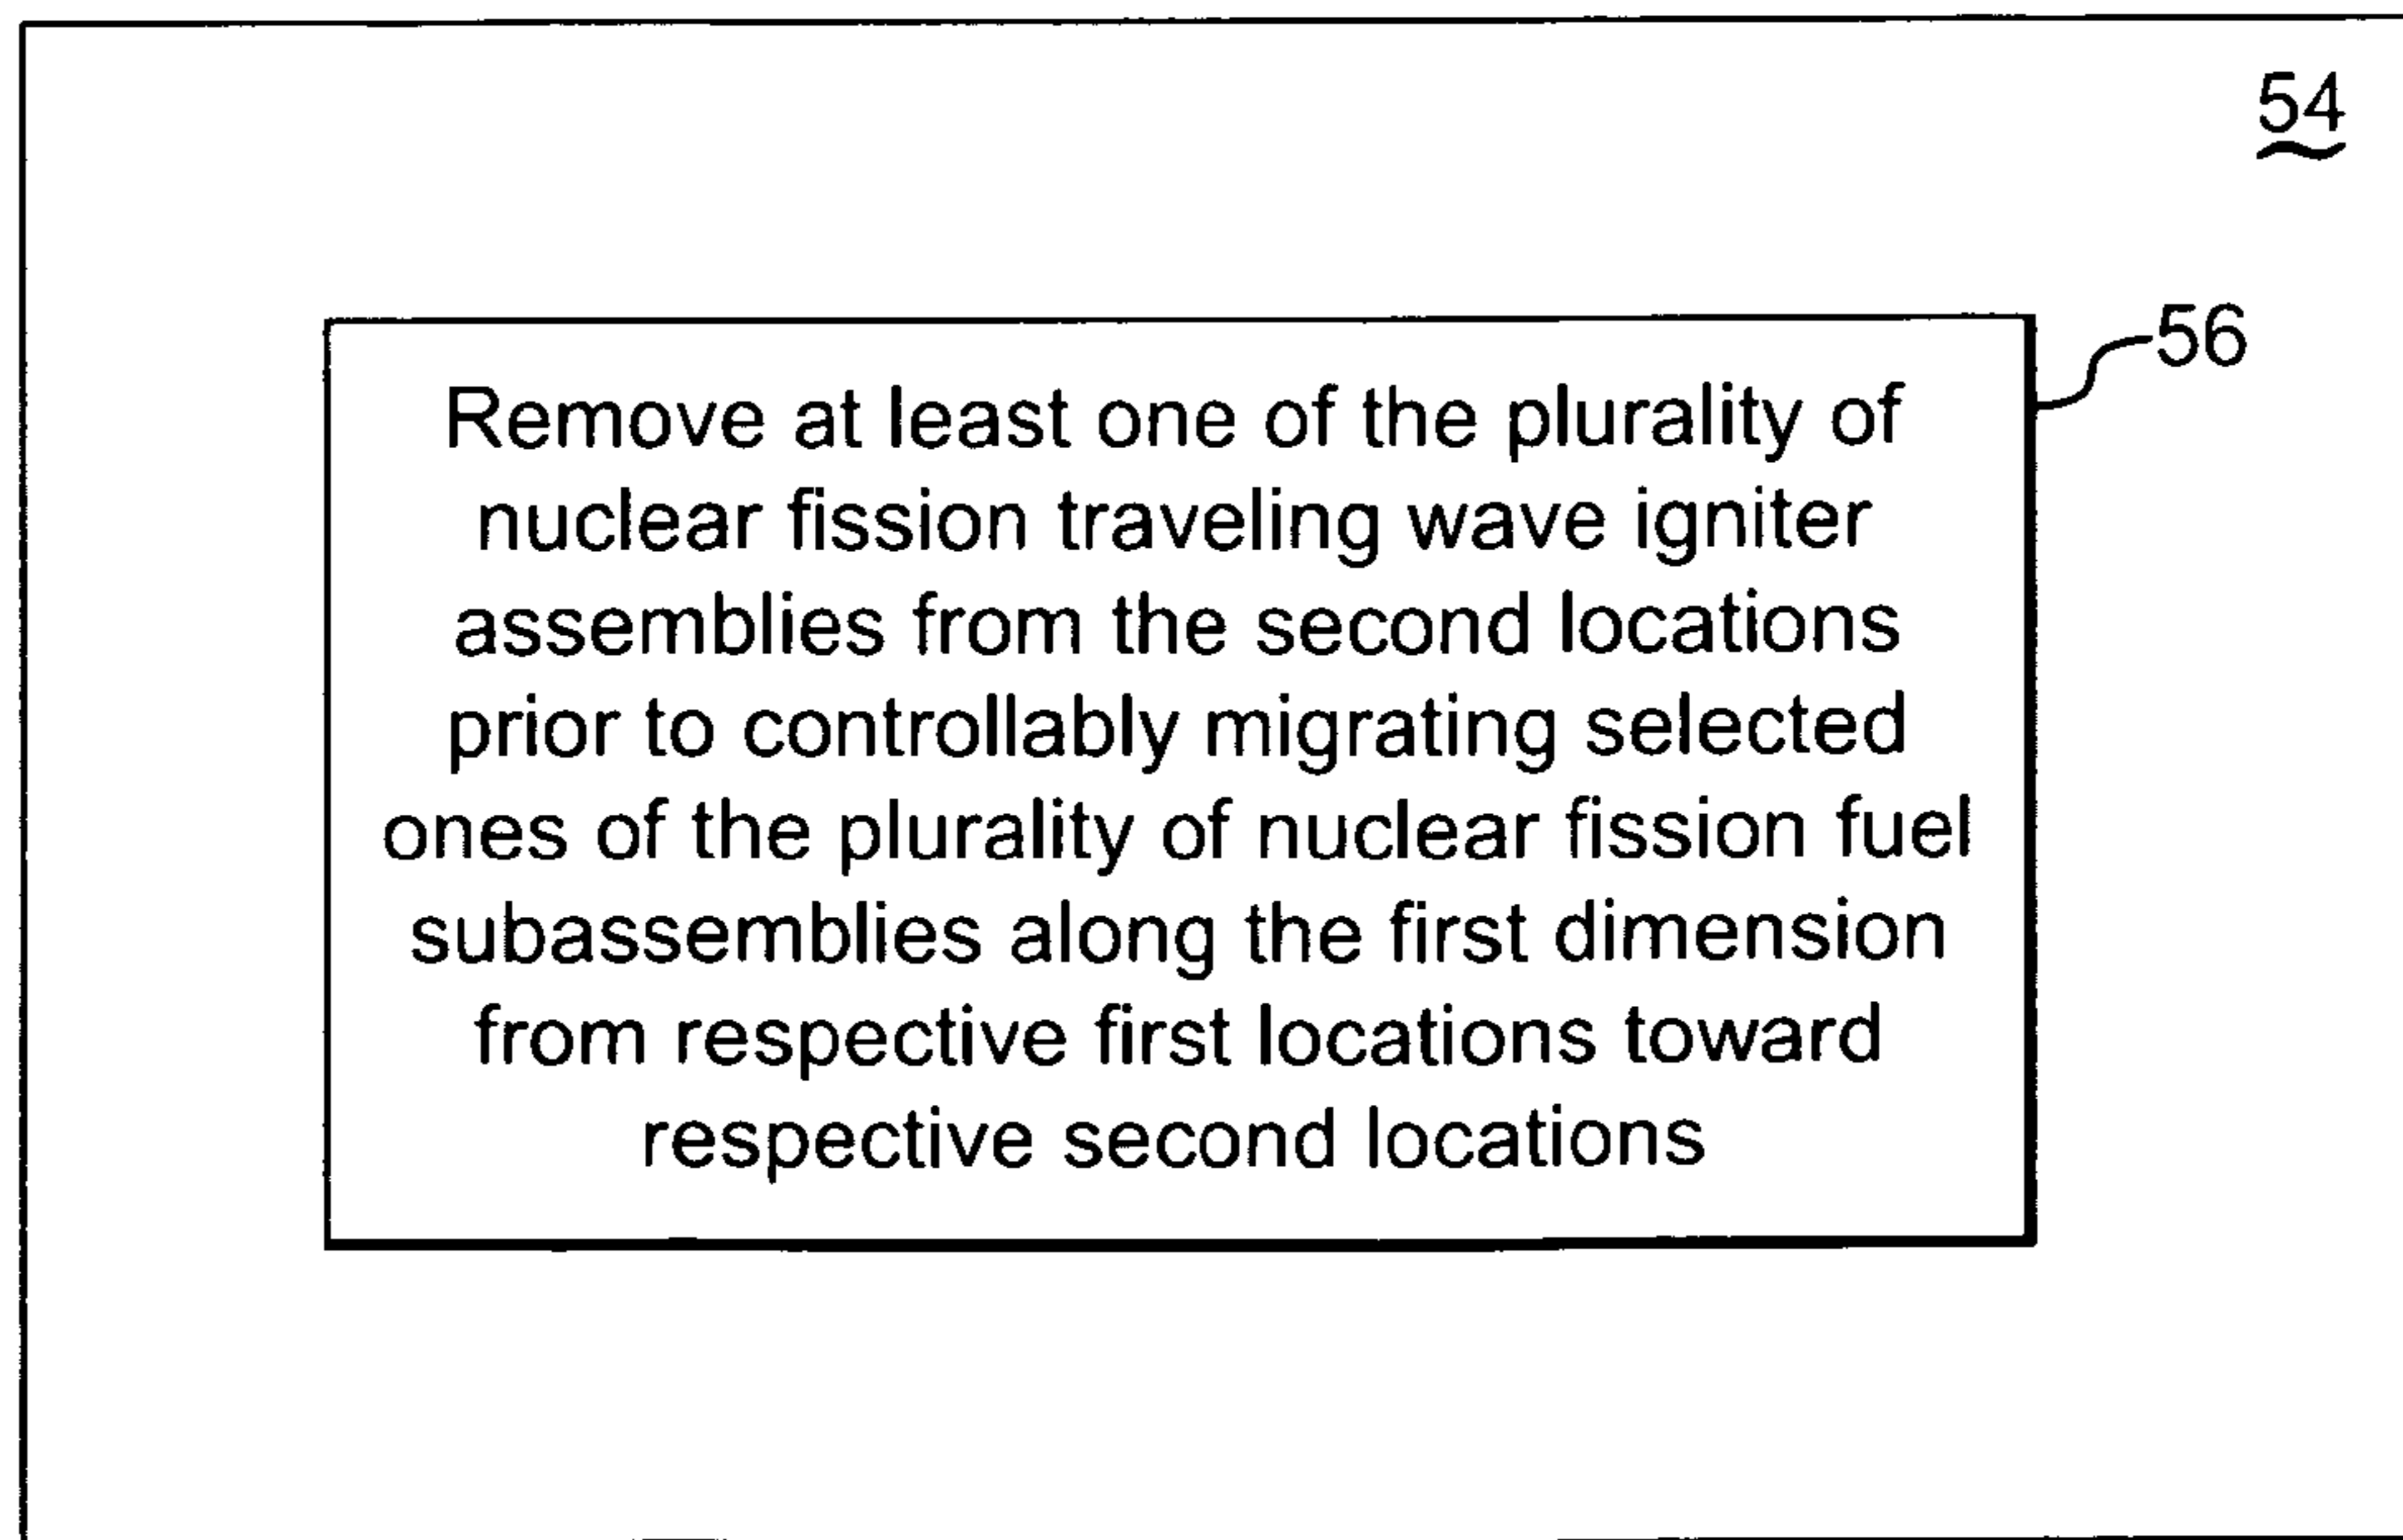 54
56
Remove at least one of the plurality of
nuclear fission traveling wave igniter
assemblies from the second locations
prior to controllably migrating selected
ones of the plurality of nuclear fission fuel
subassemblies along the first dimension
from respective first locations toward
respective second locations